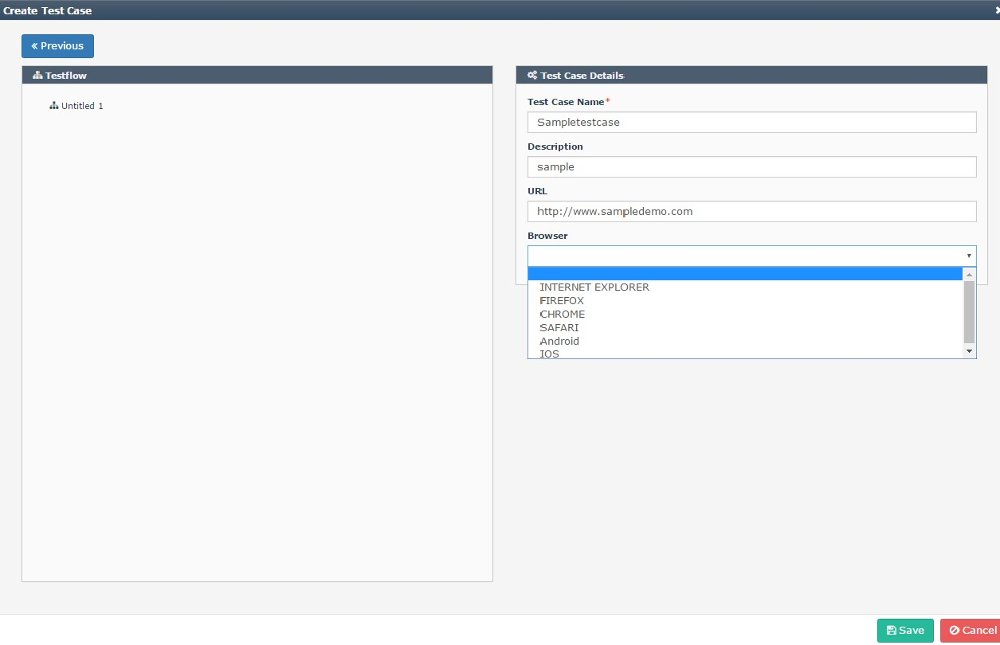 Create Test Case
« Previous
Testflow
Untitled 1
Test Case Details
Test Case Name*
Sampletestcase
Description
sample
URL
http://www.sampledemo.com
Browser
INTERNET EXPLORER
FIREFOX
CHROME
SAFARI
Android
IOS
Save
Cancel